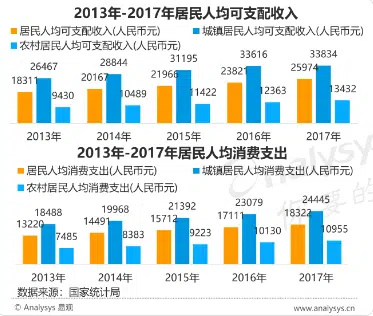 2013年-2017年居民人均可支配收入
居民人均可支配收入(人民币元) 城镇居民人均可支配收入(人民币元)
农村居民人均可支配收入(人民币元)
18311 26467 9430 20167 28844 10489 21966 31195 11422 23821 33616 12363 25974 33834 13432
2013年 2014年 2015年 2016年 2017年
2013年-2017年居民人均消费支出
居民人均消费支出(人民币元) 城镇居民人均消费支出(人民币元)
农村居民人均消费支出(人民币元)
13220 18488 7485 14491 19968 8383 15712 21392 9223 17111 23079 10130 18322 24445 10955
2013年 2014年 2015年 2016年 2017年
数据来源：国家统计局
© Analysys 易观 www.analysys.cn